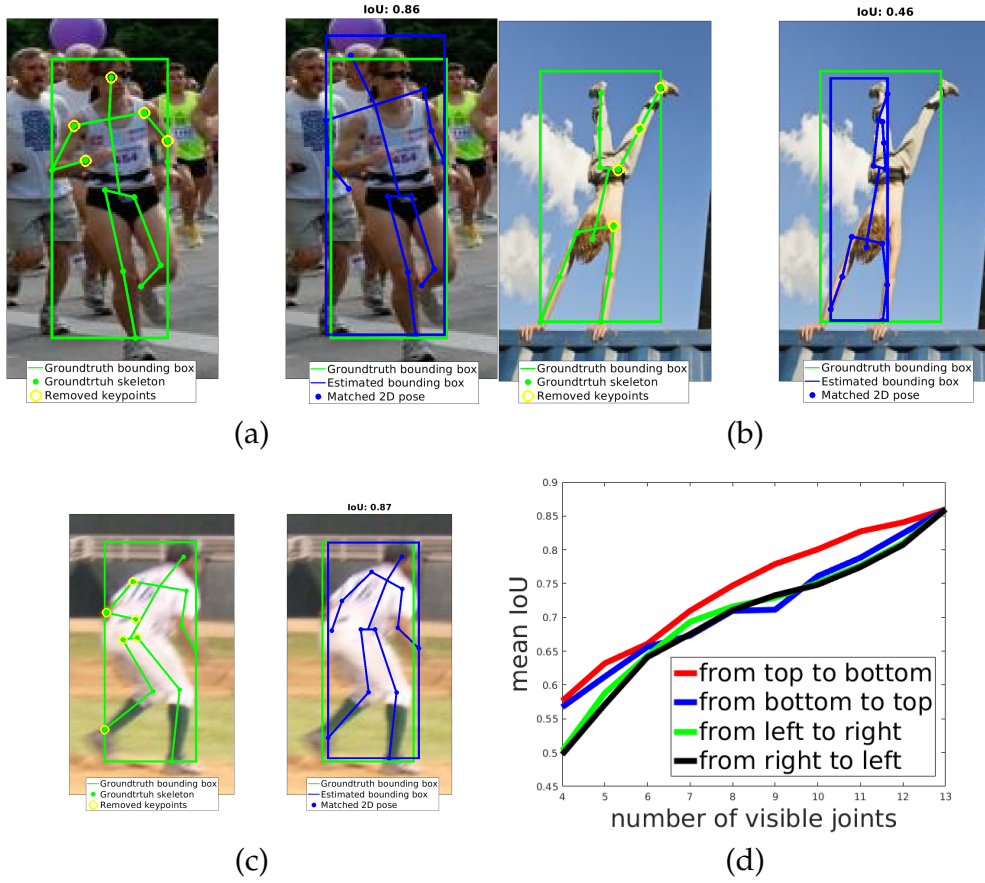 IoU: 0.86
Groundtruth bounding box
Groundtrtuh skeleton
Removed keypoints
Groundtruth bounding box
Estimated bounding box
Matched 2D pose
(a)
IoU: 0.46
Groundtruth bounding box
Groundtrtuh skeleton
Removed keypoints
Groundtruth bounding box
Estimated bounding box
Matched 2D pose
(b)
IoU: 0.87
Groundtruth bounding box
Groundtrtuh skeleton
Removed keypoints
Groundtruth bounding box
Estimated bounding box
Matched 2D pose
(c)
0.9
0.85
0.8
0.75
0.7
0.65
0.6
0.55
0.5
0.45
mean IoU
from top to bottom
from bottom to top
from left to right
from right to left
4 5 6 7 8 9 10 11 12 13
number of visible joints
(d)